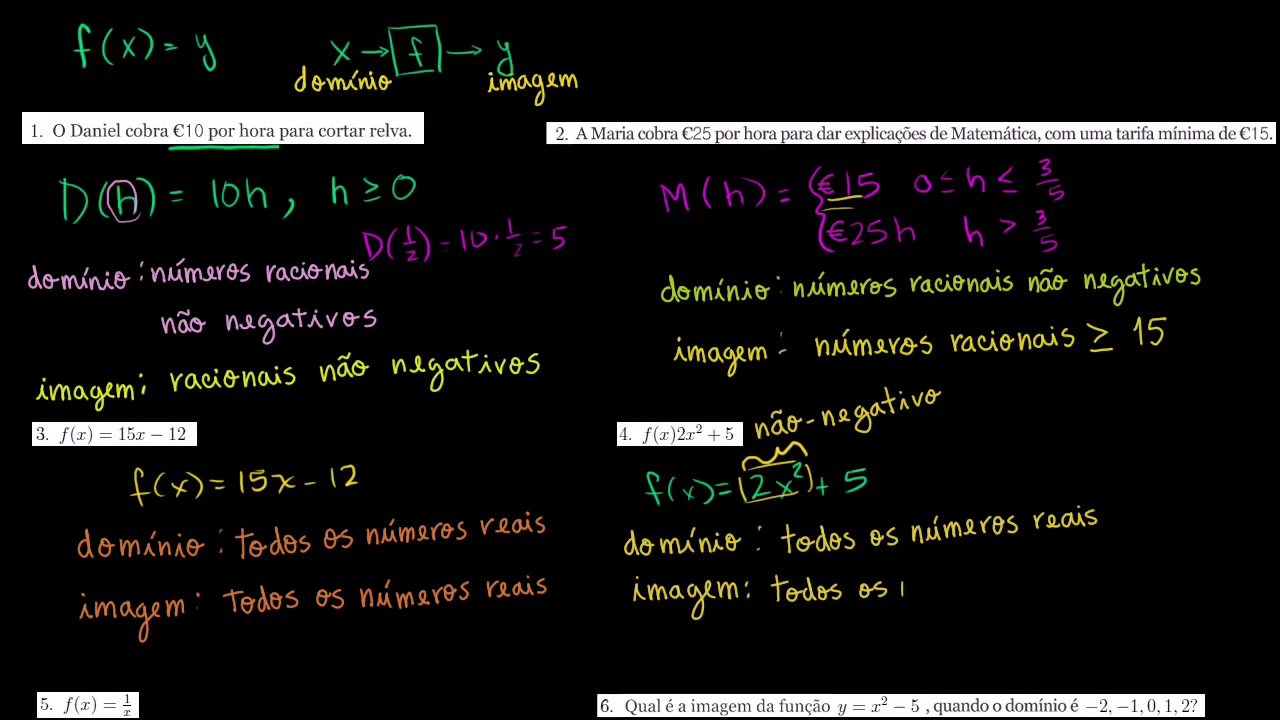 f(x) = y
x → f → y
domínio
imagem
1. O Daniel cobra €10 por hora para cortar relva.
D(h) = 10h, h ≥ 0
D(1/2) = 10 · 1/2 = 5
domínio: números racionais
não negativos
imagem: racionais não negativos
2. A Maria cobra €25 por hora para dar explicações de Matemática, com uma tarifa mínima de €15.
M(h) = { €15 0 ≤ h ≤ 3/5
€25h h > 3/5
domínio: números racionais não negativos
imagem: números racionais ≥ 15
3. f(x) = 15x − 12
f(x) = 15x - 12
domínio: todos os números reais
imagem: todos os números reais
4. f(x)2x² + 5
não-negativo
f(x) = (2x²) + 5
domínio: todos os números reais
imagem: todos os
5. f(x) = 1/x
6. Qual é a imagem da função y = x² − 5 , quando o domínio é −2, −1, 0, 1, 2?